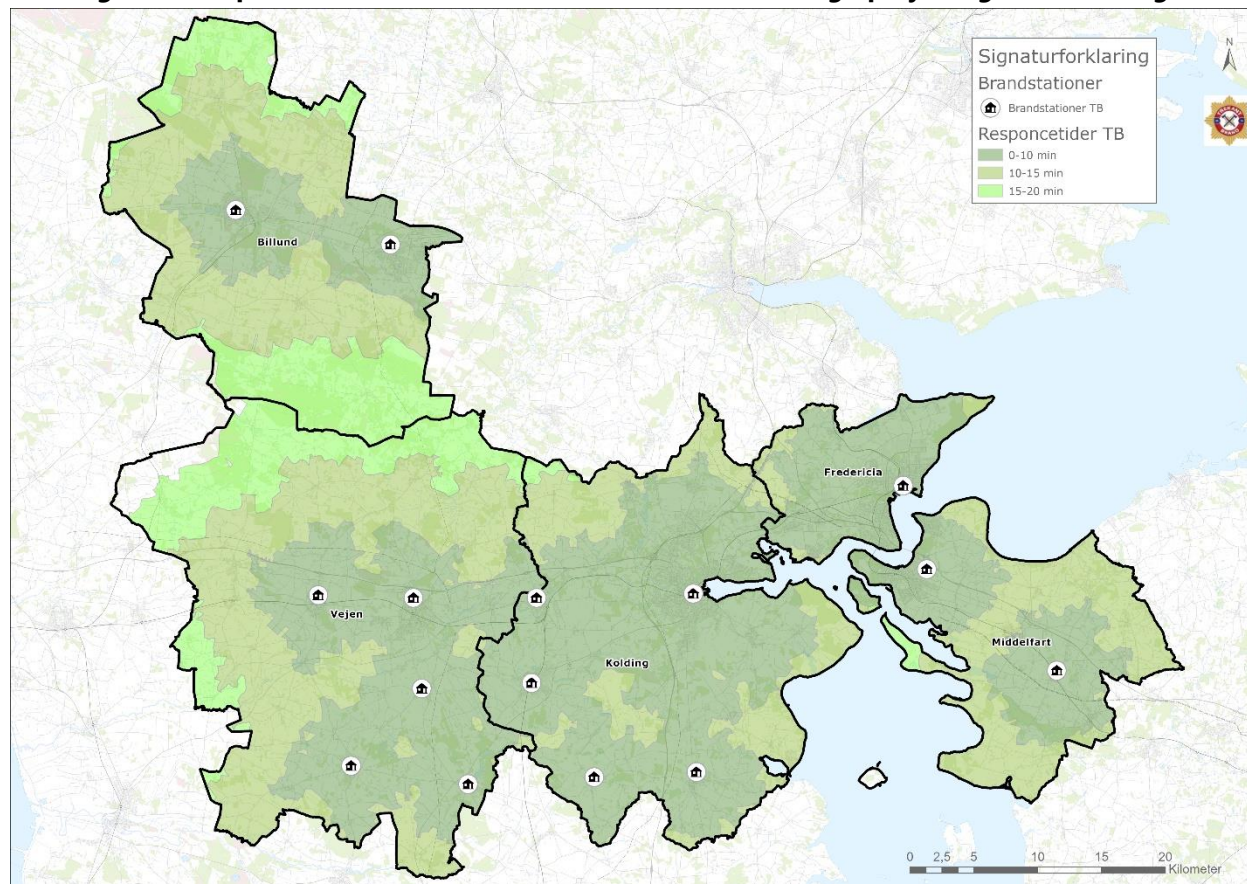 Signaturforklaring
Brandstationer
Brandstationer TB
Responcetider TB
0-10 min
10-15 min
15-20 min
N
Billund
Fredericia
Vejen
Kolding
Middelfart
0 2,5 5 10 15 20
Kilometer